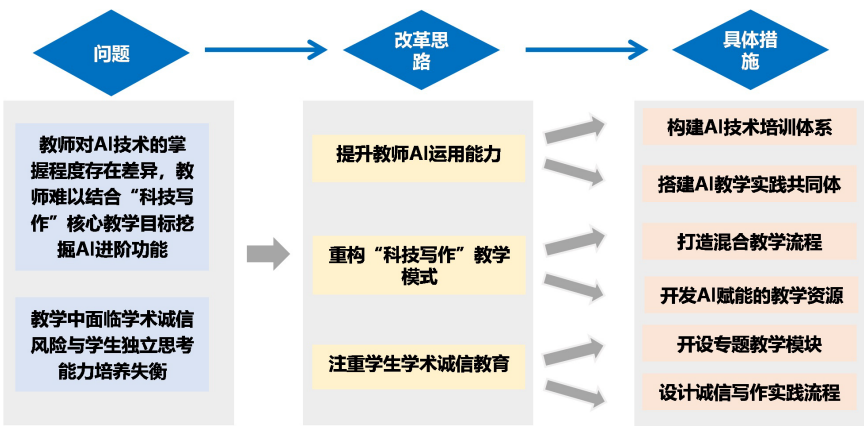 问题
改革思
路
具体措
施
教师对AI技术的掌
握程度存在差异，教
师难以结合“科技写
作”核心教学目标挖
掘AI进阶功能
教学中面临学术诚信
风险与学生独立思考
能力培养失衡
提升教师AI运用能力
重构“科技写作”教学
模式
注重学生学术诚信教育
构建AI技术培训体系
搭建AI教学实践共同体
打造混合教学流程
开发AI赋能的教学资源
开设专题教学模块
设计诚信写作实践流程